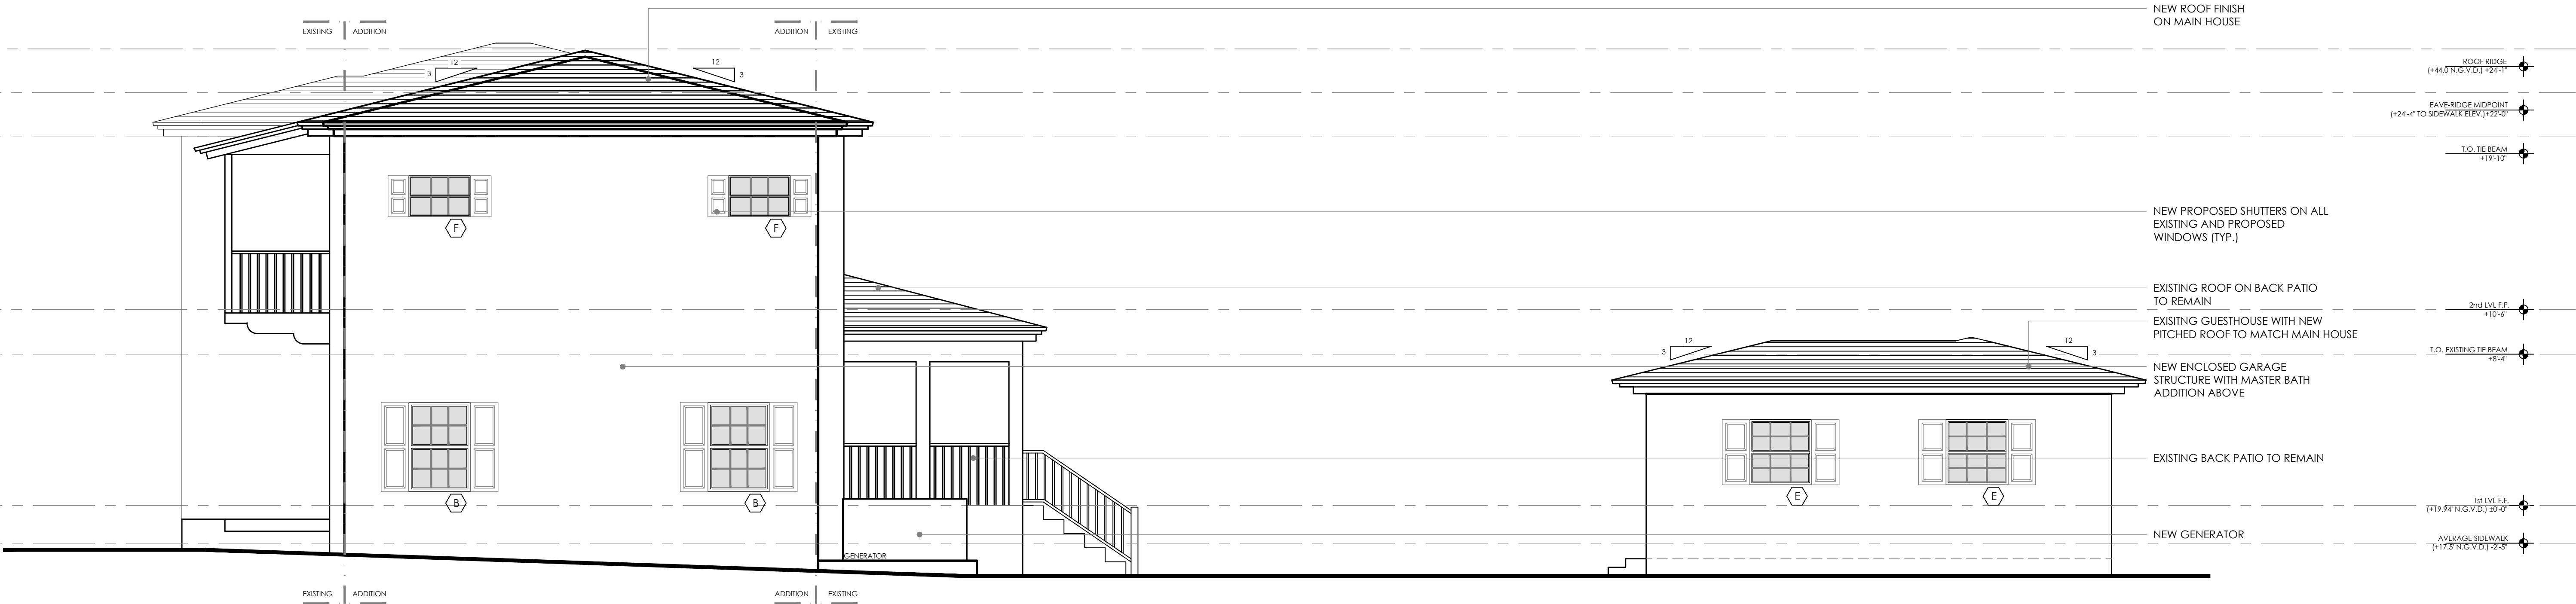 NEW ROOF FINISH
ON MAIN HOUSE
EXISTING
ADDITION
ADDITION
EXISTING
12
3
12
3
ROOF RIDGE
(+44.0 N.G.V.D.) +24'-1"
EAVE-RIDGE MIDPOINT
(+24'-4" TO SIDEWALK ELEV.)+22'-0"
T.O. TIE BEAM
+19'-10"
F
F
NEW PROPOSED SHUTTERS ON ALL
EXISTING AND PROPOSED
WINDOWS (TYP.)
EXISTING ROOF ON BACK PATIO
TO REMAIN
2nd LVL F.F.
+10'-6"
EXISITNG GUESTHOUSE WITH NEW
PITCHED ROOF TO MATCH MAIN HOUSE
12
3
12
3
T.O. EXISTING TIE BEAM
+8'-4"
NEW ENCLOSED GARAGE
STRUCTURE WITH MASTER BATH
ADDITION ABOVE
EXISTING BACK PATIO TO REMAIN
B
B
E
E
1st LVL F.F.
(+19.94' N.G.V.D.) ±0'-0"
NEW GENERATOR
AVERAGE SIDEWALK
(+17.5' N.G.V.D.) -2'-5"
GENERATOR
EXISTING
ADDITION
ADDITION
EXISTING